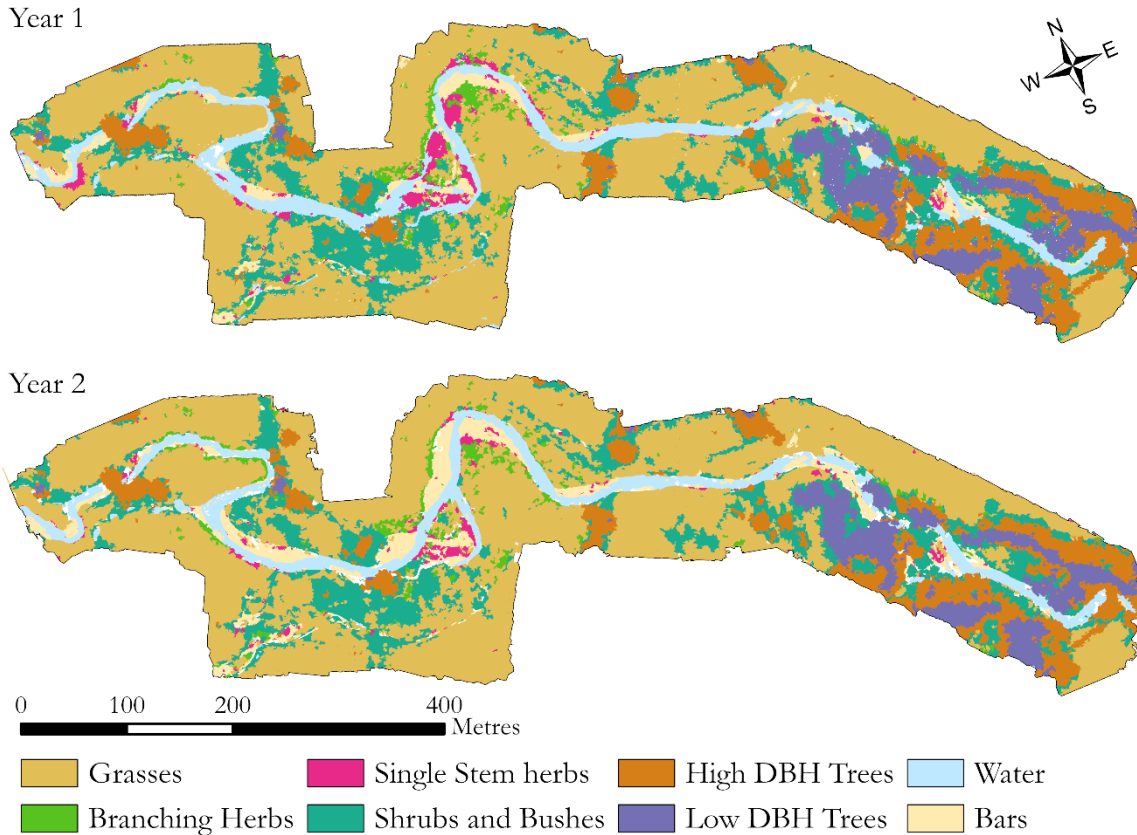 Year 1
N
E
W
S
Year 2
0 100 200 400
Metres
Grasses Single Stem herbs High DBH Trees Water
Branching Herbs Shrubs and Bushes Low DBH Trees Bars